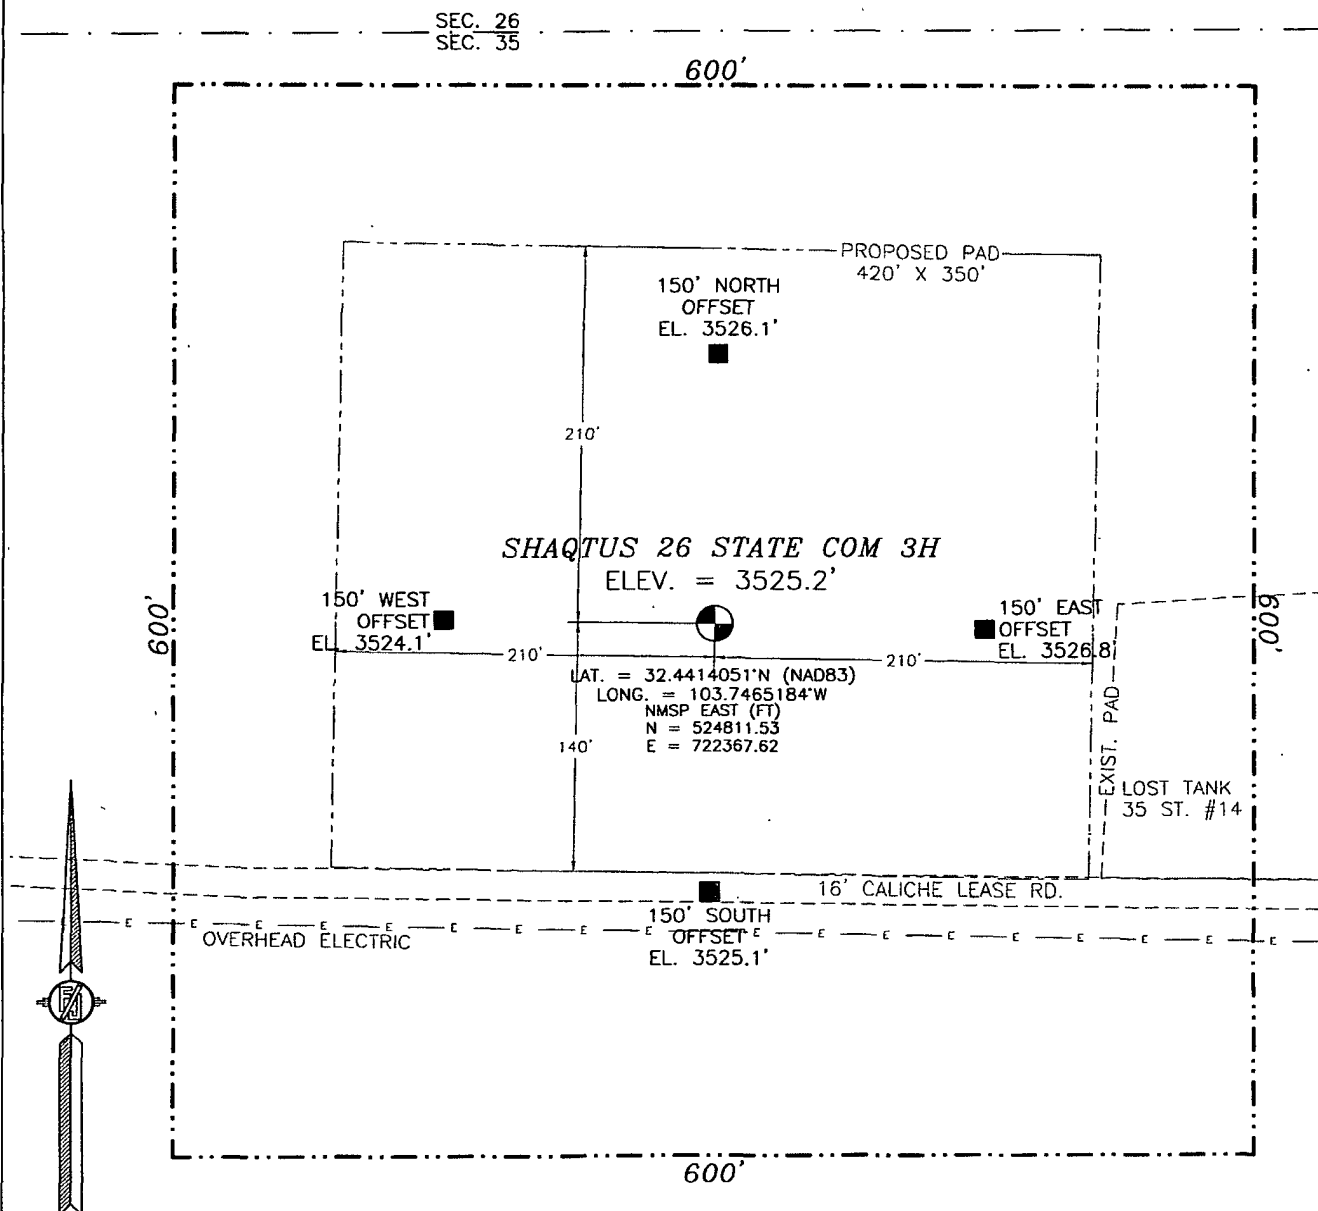 SEC. 26
SEC. 35
600'
PROPOSED PAD
420' X 350'
150' NORTH
OFFSET
EL. 3526.1'
210'
SHAQTUS 26 STATE COM 3H
ELEV. = 3525.2'
150' WEST
OFFSET
EL. 3524.1'
600'
150' EAST
OFFSET
EL. 3526.8'
600'
210'
210'
LAT. = 32.4414051°N (NAD83)
LONG. = 103.7465184°W
NMSP EAST (FT)
N = 524811.53
E = 722367.62
140'
EXIST. PAD
LOST TANK
35 ST. #14
16' CALICHE LEASE RD.
150' SOUTH
OFFSET
EL. 3525.1'
E E E E E E E E E E E E E E E E E E
OVERHEAD ELECTRIC
600'